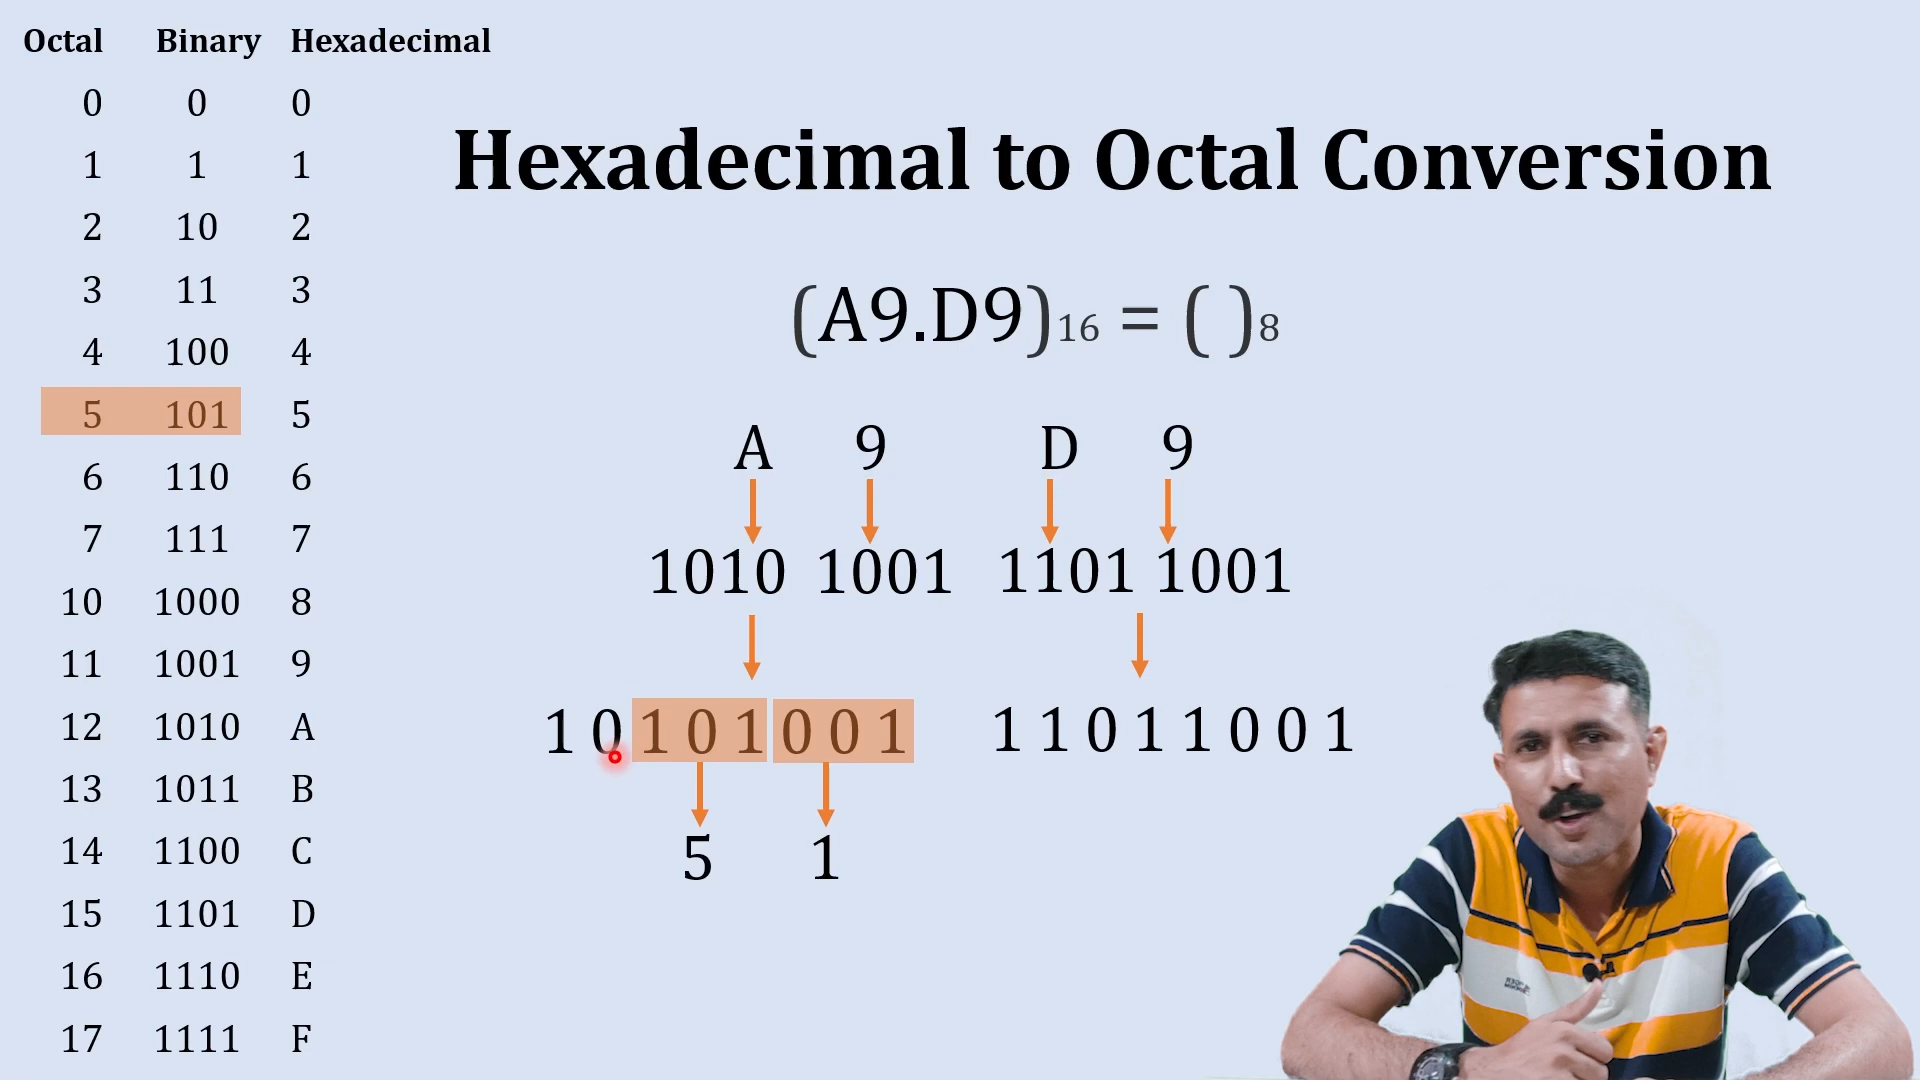 Octal Binary Hexadecimal
0 0 0
1 1 1
2 10 2
3 11 3
4 100 4
5 101 5
6 110 6
7 111 7
10 1000 8
11 1001 9
12 1010 A
13 1011 B
14 1100 C
15 1101 D
16 1110 E
17 1111 F
Hexadecimal to Octal Conversion
(A9.D9)16 = ( )8
A 9 D 9
1010 1001 1101 1001
1 0 1 0 1 0 0 1 1 1 0 1 1 0 0 1
5 1